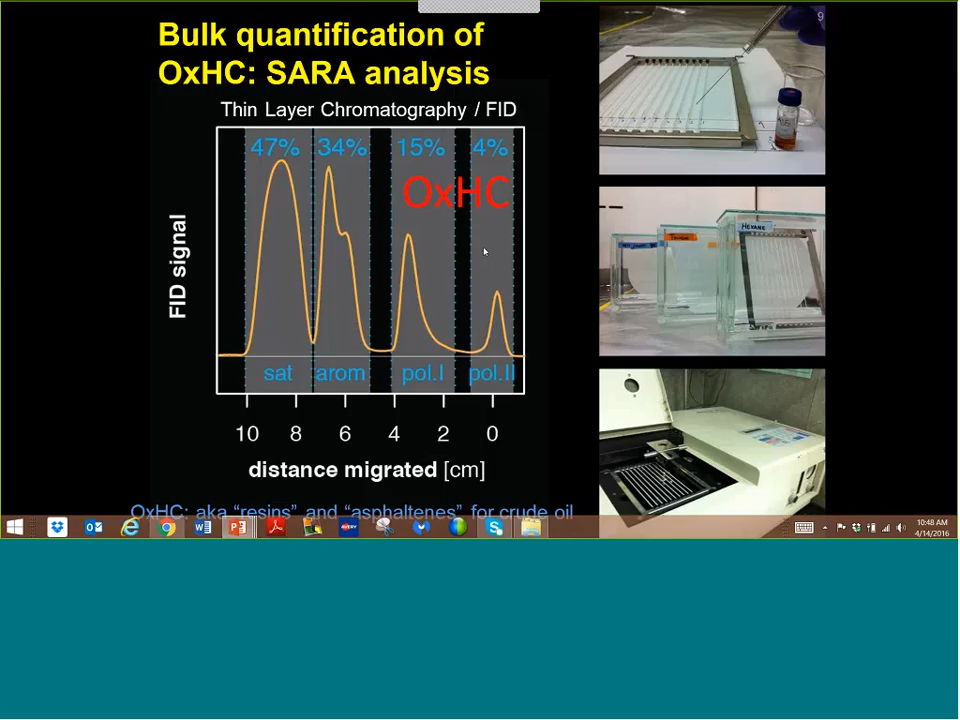 Bulk quantification of
OxHC: SARA analysis
Thin Layer Chromatography / FID
47% 34% 15% 4%
OxHC
FID signal
sat arom pol.I pol.II
10 8 6 4 2 0
distance migrated [cm]
OxHC: aka “resins” and “asphaltenes” for crude oil
9
HEXANE
10:48 AM
4/14/2016